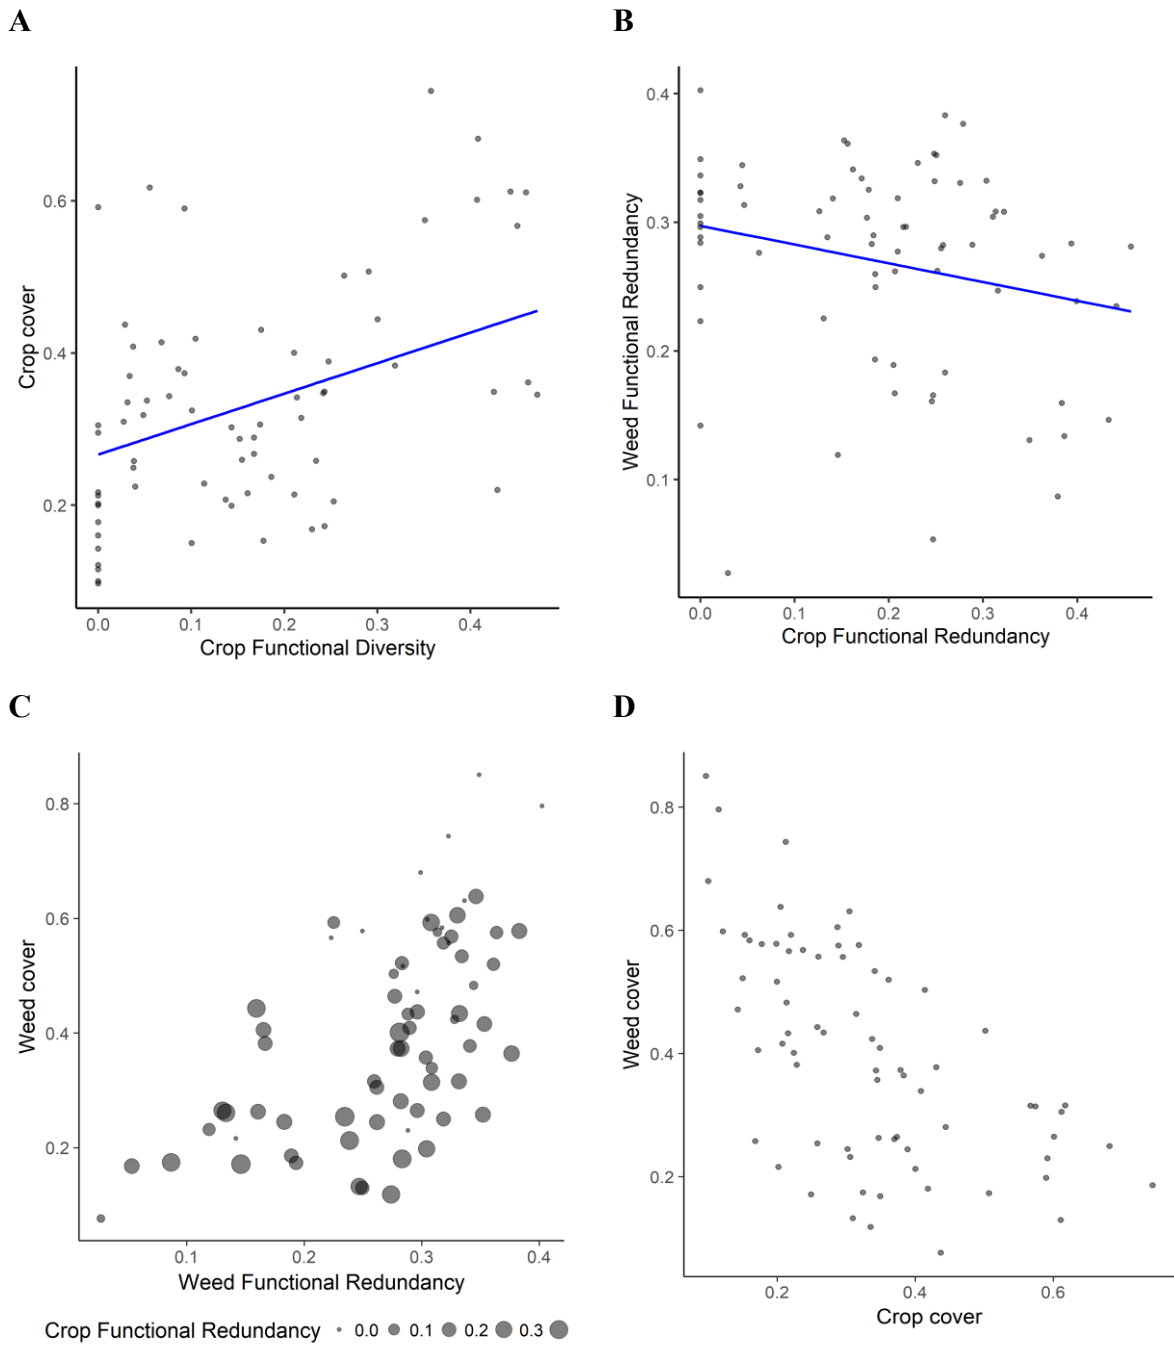 A
B
0.6
0.4
0.2
Crop cover
0.0 0.1 0.2 0.3 0.4
Crop Functional Diversity
0.4
0.3
0.2
0.1
Weed Functional Redundancy
0.0 0.1 0.2 0.3 0.4
Crop Functional Redundancy
C
D
0.8
0.6
0.4
0.2
Weed cover
0.1 0.2 0.3 0.4
Weed Functional Redundancy
Crop Functional Redundancy 0.0 0.1 0.2 0.3
0.8
0.6
0.4
0.2
Weed cover
0.2 0.4 0.6
Crop cover